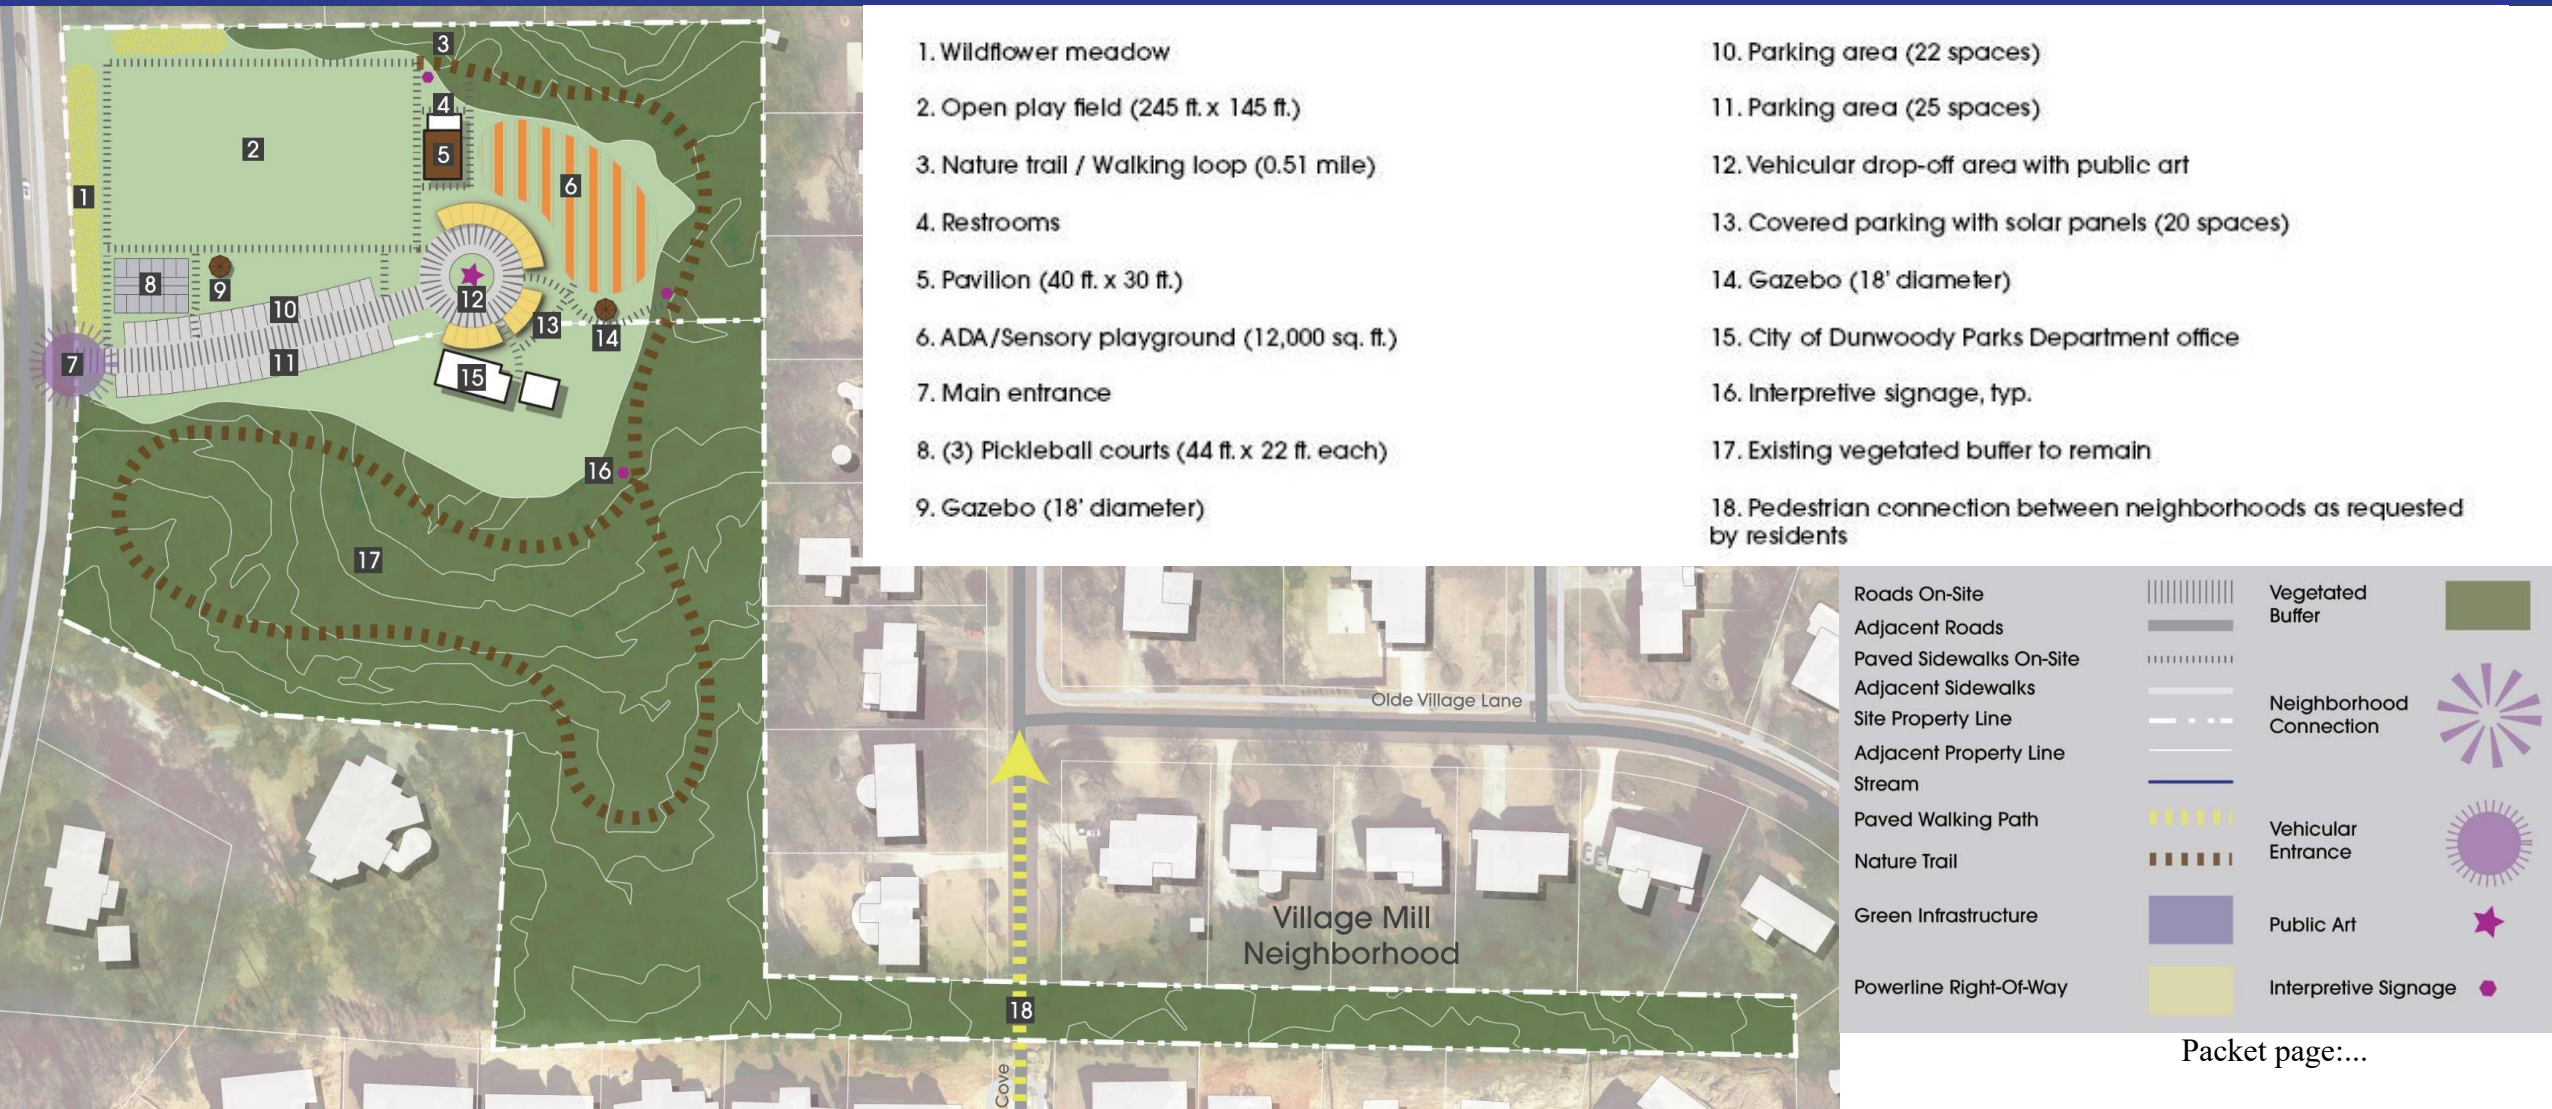 3
4
5
2
6
1
8
9
10
12
13
14
7
11
15
16
17
18
1. Wildflower meadow
2. Open play field (245 ft. x 145 ft.)
3. Nature trail / Walking loop (0.51 mile)
4. Restrooms
5. Pavilion (40 ft. x 30 ft.)
6. ADA/Sensory playground (12,000 sq. ft.)
7. Main entrance
8. (3) Pickleball courts (44 ft. x 22 ft. each)
9. Gazebo (18' diameter)
10. Parking area (22 spaces)
11. Parking area (25 spaces)
12. Vehicular drop-off area with public art
13. Covered parking with solar panels (20 spaces)
14. Gazebo (18' diameter)
15. City of Dunwoody Parks Department office
16. Interpretive signage, typ.
17. Existing vegetated buffer to remain
18. Pedestrian connection between neighborhoods as requested
by residents
Olde Village Lane
Village Mill
Neighborhood
Cove
Roads On-Site
Adjacent Roads
Paved Sidewalks On-Site
Adjacent Sidewalks
Site Property Line
Adjacent Property Line
Stream
Paved Walking Path
Nature Trail
Green Infrastructure
Powerline Right-Of-Way
Vegetated
Buffer
Neighborhood
Connection
Vehicular
Entrance
Public Art
Interpretive Signage
Packet page:...